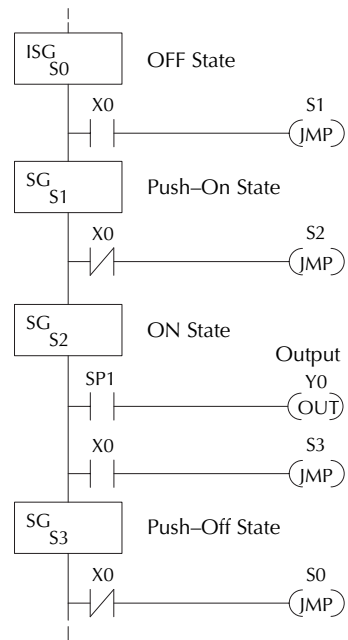 ISG
S0
OFF State
X0
S1
JMP
SG
S1
Push–On State
X0
S2
JMP
SG
S2
ON State
Output
SP1
Y0
OUT
X0
S3
JMP
SG
S3
Push–Off State
X0
S0
JMP